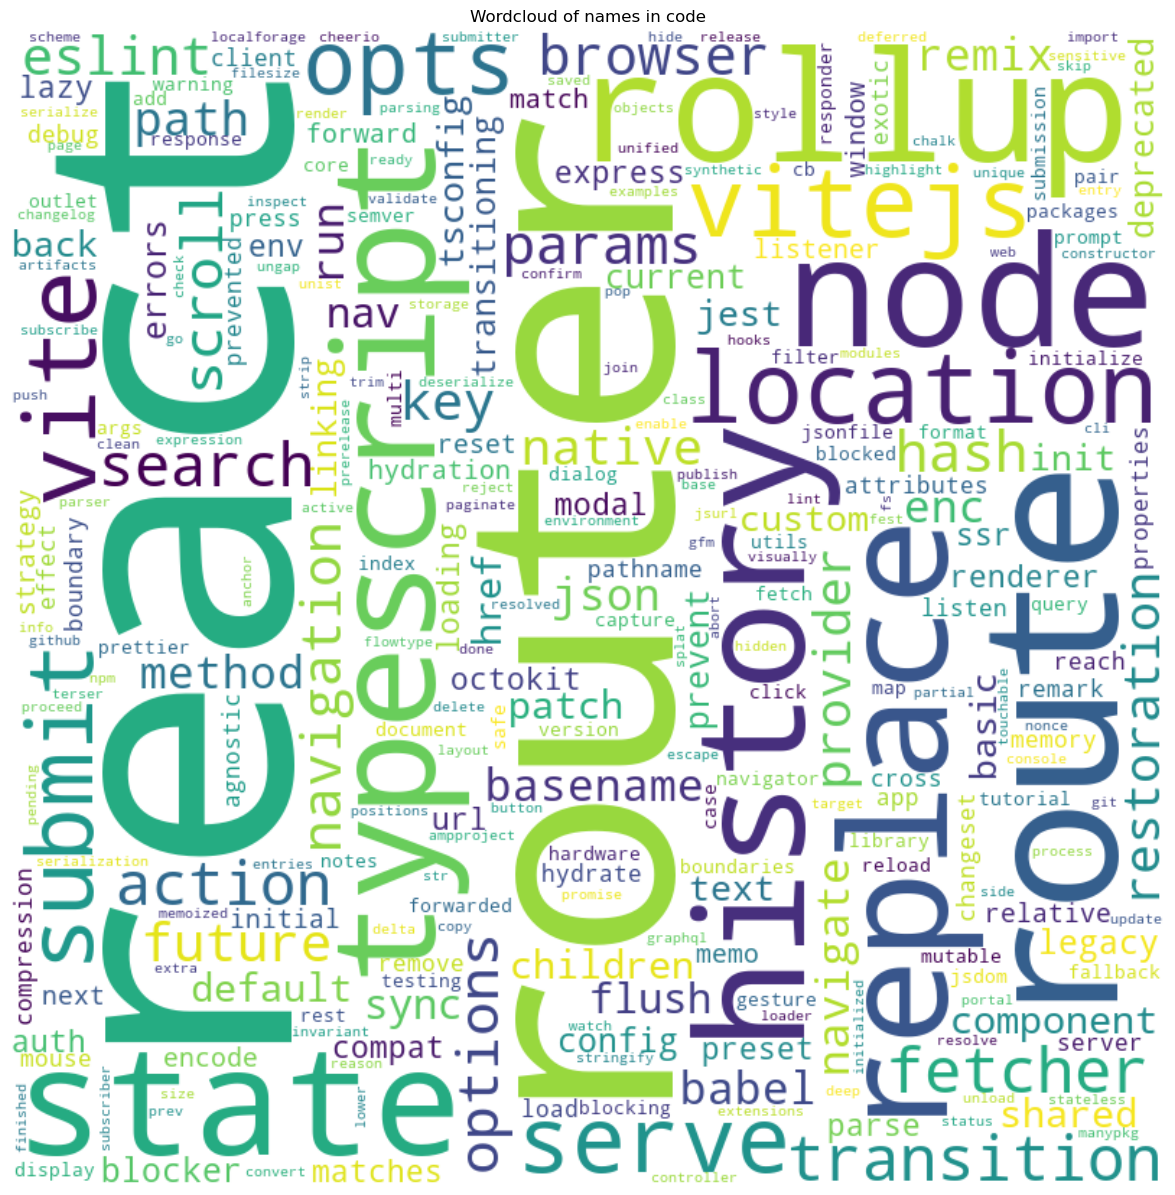 Wordcloud of names in code
scheme
localforage
cheerio
submitter
hide
release
deferred
import
eslint
client
opts
browser
remix
sensitive
filesize
lazy
warning
add
saved
skip
serialize
path
render
parsing
match
objects
style
responder
window
exotic
rollup
submission
deprecated
debug
response
forward
tsconfig
transitioning
unified
chalk
page
core
ready
express
synthetic
cb
highlight
unique
pair
examples
entry
outlet
inspect
validate
vitejs
packages
changelog
press
semver
params
listener
prompt
back
errors
scroll
prevented
env
run
confirm
web
constructor
artifacts
check
ungap
current
unist
pop
node
storage
subscribe
nav
jest
go
hooks
filter
modules
initialize
push
vite
strip
trim
multi
deserialize
join
location
args
key
class
clean
expression
linking
prerelease
reset
enable
jsonfile
format
cli
search
hydration
native
blocked
hash
init
properties
dialog
publish
parser
reject
base
attributes
strategy
active
paginate
modal
lint
fs
effect
boundary
environment
jsurl
custom
fest
enc
ssr
navigation
index
loading
href
gfm
utils
visually
info
github
anchor
pathname
renderer
prettier
typescript
resolved
json
fetch
listen
query
react
flowtype
capture
splat
prevent
abort
provider
npm
done
hidden
reach
submit
method
terser
octokit
click
map
partial
basic
touchable
remark
restoration
proceed
agnostic
delete
patch
nonce
document
safe
version
history
memory
layout
escape
console
pending
navigator
cross
basename
positions
button
case
target
app
tutorial
git
url
ampproject
library
changeset
hardware
process
serialization
entries
notes
hydrate
boundaries
reload
route
action
str
promise
text
replace
side
compression
memoized
initial
forwarded
relative
update
delta
copy
router
graphql
future
children
memo
navigate
mutable
legacy
extra
remove
next
default
testing
options
flush
gesture
initialized
jsdom
fallback
rest
sync
loader
portal
component
auth
invariant
watch
config
resolve
server
mouse
encode
compat
stringify
preset
reason
fetcher
state
size
lower
babel
deep
unload
stateless
finished
subscriber
prev
load
blocking
extensions
shared
serve
parse
status
manypkg
display
blocker
convert
matches
controller
transition